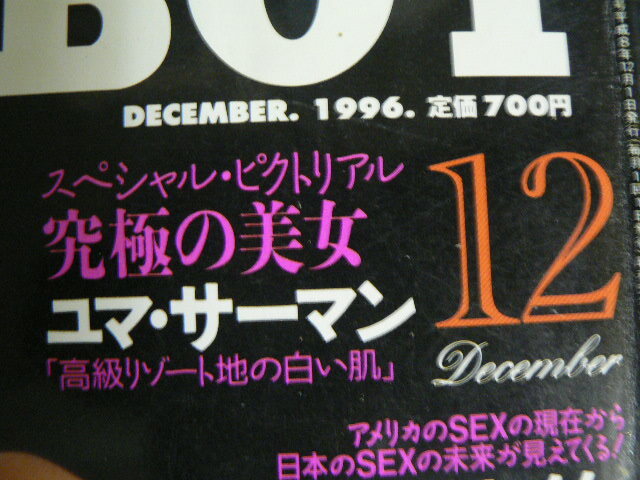 BOY
DECEMBER. 1996. 定価700円
スペシャル・ピクトリアル
究極の美女
ユマ・サーマン
「高級リゾート地の白い肌」
12
December
アメリカのSEXの現在から
日本のSEXの未来が見えてくる!